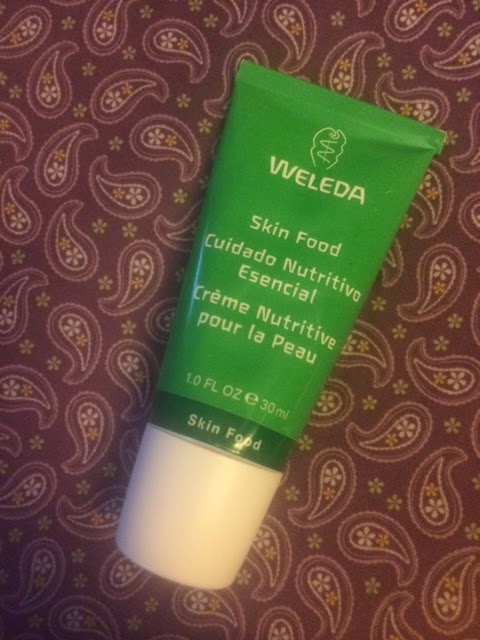 WELEDA
Skin Food
Cuidado Nutritivo
Esencial
Crème Nutritive
pour la Peau
1.0 FL OZ ℮ 30 ml
Skin Food